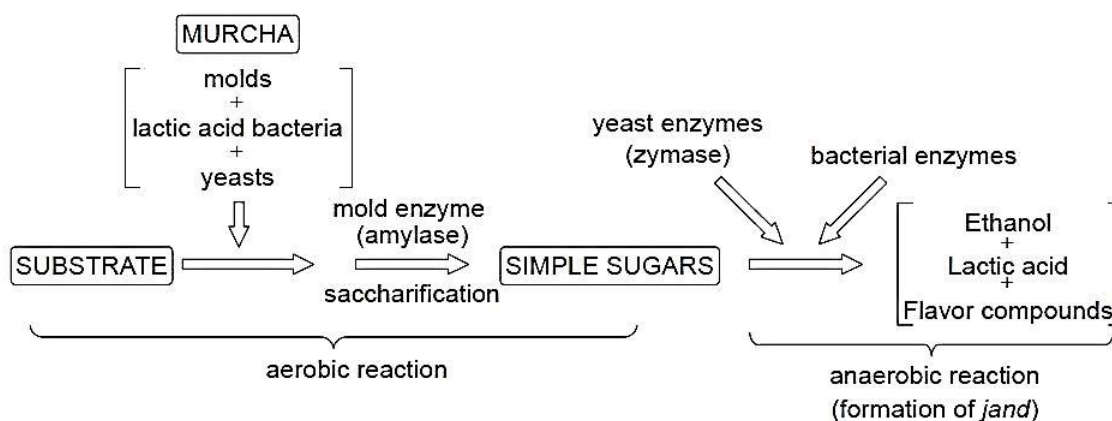 MURCHA
molds
+
lactic acid bacteria
+
yeasts
yeast enzymes
(zymase)
bacterial enzymes
mold enzyme
(amylase)
SUBSTRATE
saccharification
SIMPLE SUGARS
Ethanol
+
Lactic acid
+
Flavor compounds
aerobic reaction
anaerobic reaction
(formation of jand)